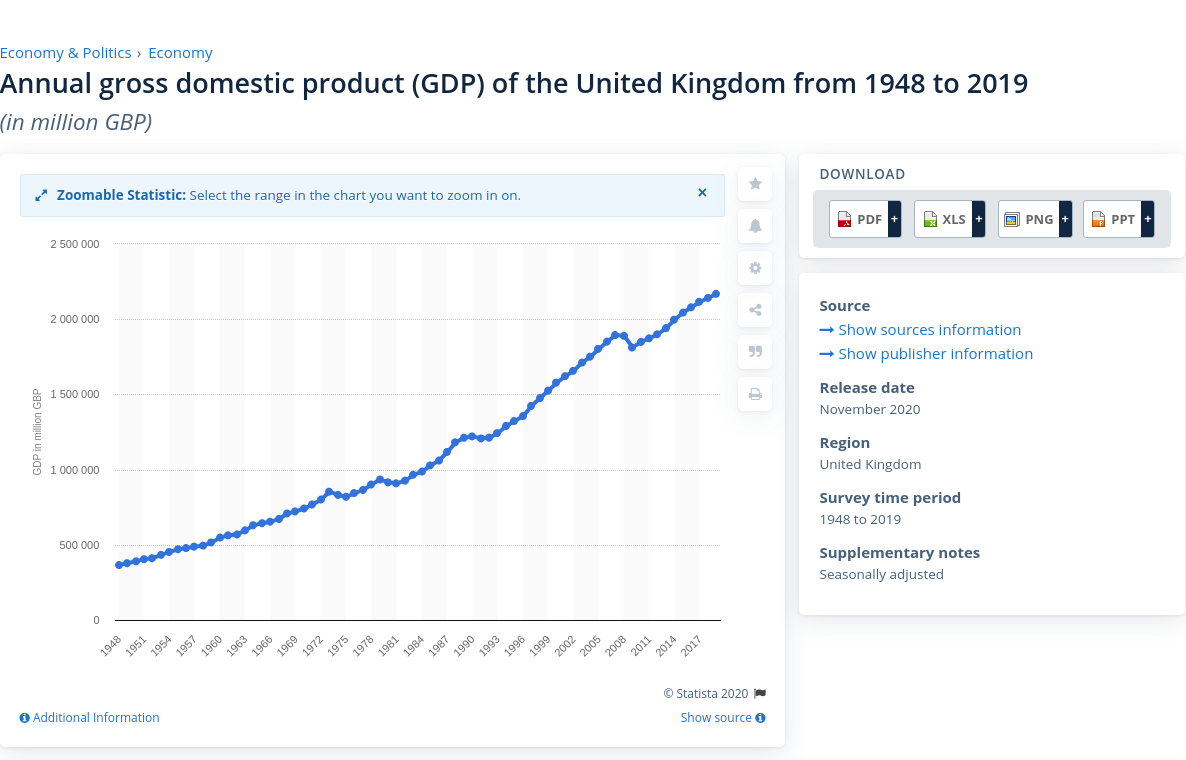 Economy & Politics › Economy
Annual gross domestic product (GDP) of the United Kingdom from 1948 to 2019
(in million GBP)
Zoomable Statistic: Select the range in the chart you want to zoom in on. ×
2 500 000
2 000 000
1 500 000
1 000 000
500 000
0
GDP in million GBP
1948 1951 1954 1957 1960 1963 1966 1969 1972 1975 1978 1981 1984 1987 1990 1993 1996 1999 2002 2005 2008 2011 2014 2017
© Statista 2020
Additional Information
Show source
DOWNLOAD
PDF + XLS + PNG + PPT +
Source
Show sources information
Show publisher information
Release date
November 2020
Region
United Kingdom
Survey time period
1948 to 2019
Supplementary notes
Seasonally adjusted